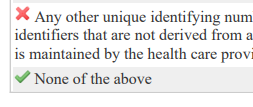 Any other unique identifying num
identifiers that are not derived from a
is maintained by the health care provi
None of the above